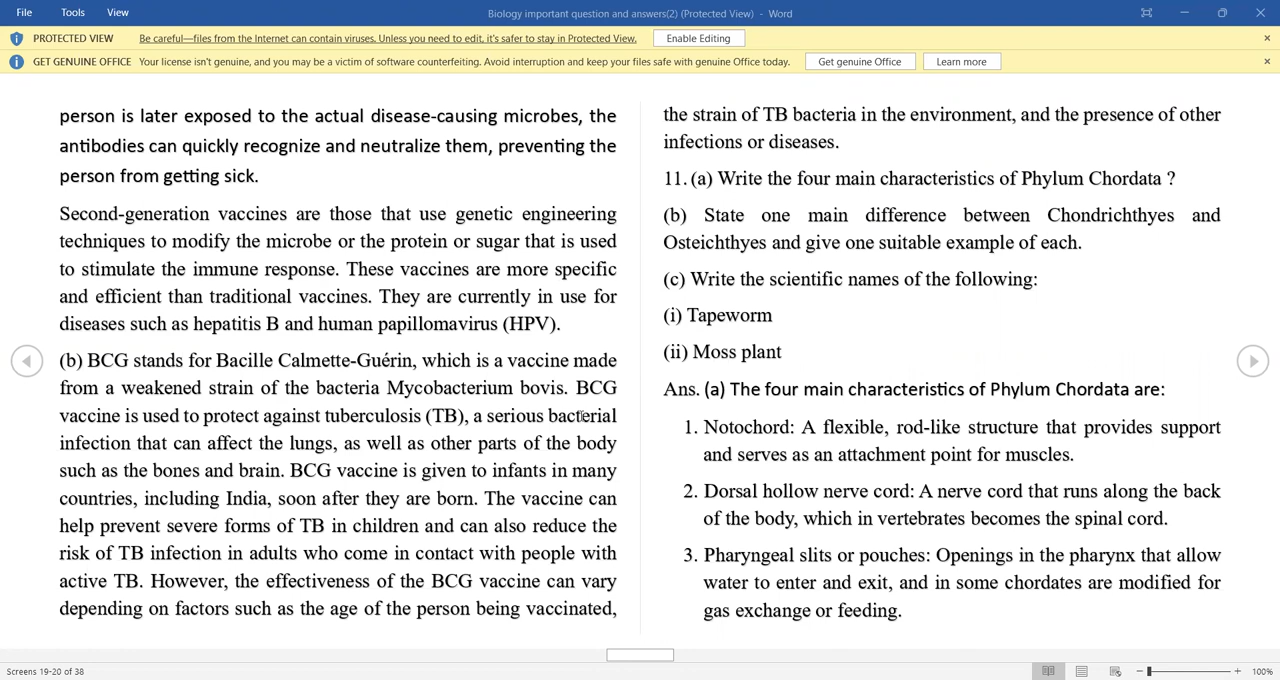 File Tools View Biology important question and answers(2) (Protected View) - Word
PROTECTED VIEW Be careful—files from the Internet can contain viruses. Unless you need to edit, it's safer to stay in Protected View. Enable Editing
GET GENUINE OFFICE Your license isn't genuine, and you may be a victim of software counterfeiting. Avoid interruption and keep your files safe with genuine Office today. Get genuine Office Learn more
person is later exposed to the actual disease-causing microbes, the
antibodies can quickly recognize and neutralize them, preventing the
person from getting sick.
Second-generation vaccines are those that use genetic engineering
techniques to modify the microbe or the protein or sugar that is used
to stimulate the immune response. These vaccines are more specific
and efficient than traditional vaccines. They are currently in use for
diseases such as hepatitis B and human papillomavirus (HPV).
(b) BCG stands for Bacille Calmette-Guérin, which is a vaccine made
from a weakened strain of the bacteria Mycobacterium bovis. BCG
vaccine is used to protect against tuberculosis (TB), a serious bacterial
infection that can affect the lungs, as well as other parts of the body
such as the bones and brain. BCG vaccine is given to infants in many
countries, including India, soon after they are born. The vaccine can
help prevent severe forms of TB in children and can also reduce the
risk of TB infection in adults who come in contact with people with
active TB. However, the effectiveness of the BCG vaccine can vary
depending on factors such as the age of the person being vaccinated,
the strain of TB bacteria in the environment, and the presence of other
infections or diseases.
11. (a) Write the four main characteristics of Phylum Chordata ?
(b) State one main difference between Chondrichthyes and
Osteichthyes and give one suitable example of each.
(c) Write the scientific names of the following:
(i) Tapeworm
(ii) Moss plant
Ans. (a) The four main characteristics of Phylum Chordata are:
1. Notochord: A flexible, rod-like structure that provides support
and serves as an attachment point for muscles.
2. Dorsal hollow nerve cord: A nerve cord that runs along the back
of the body, which in vertebrates becomes the spinal cord.
3. Pharyngeal slits or pouches: Openings in the pharynx that allow
water to enter and exit, and in some chordates are modified for
gas exchange or feeding.
Screens 19-20 of 38 100%